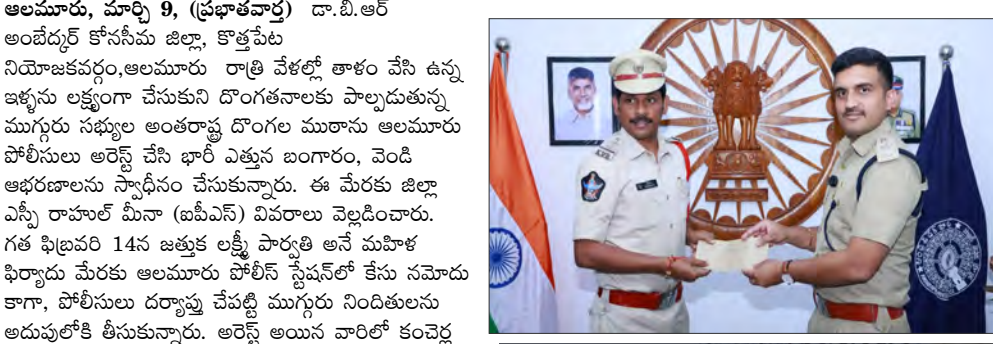 ఆలమూరు, మార్చి 9, (ప్రభాతవార్త) డా.బి.ఆర్
అంబేద్కర్ కోనసీమ జిల్లా, కొత్తపేట
నియోజకవర్గం,ఆలమూరు రాత్రి వేళల్లో తాళం వేసి ఉన్న
ఇళ్ళను లక్ష్యంగా చేసుకుని దొంగతనాలకు పాల్పడుతున్న
ముగ్గురు సభ్యుల అంతరాష్ట్ర దొంగల ముఠాను ఆలమూరు
పోలీసులు అరెస్ట్ చేసి భారీ ఎత్తున బంగారం, వెండి
ఆభరణాలను స్వాధీనం చేసుకున్నారు. ఈ మేరకు జిల్లా
ఎస్పీ రాహుల్ మీనా (ఐపీఎస్) వివరాలు వెల్లడించారు.
గత ఫిబ్రవరి 14న జత్తుక లక్ష్మీ పార్వతి అనే మహిళ
ఫిర్యాదు మేరకు ఆలమూరు పోలీస్ స్టేషన్‌లో కేసు నమోదు
కాగా, పోలీసులు దర్యాప్తు చేపట్టి ముగ్గురు నిందితులను
అదుపులోకి తీసుకున్నారు. అరెస్ట్ అయిన వారిలో కంచెర్ల